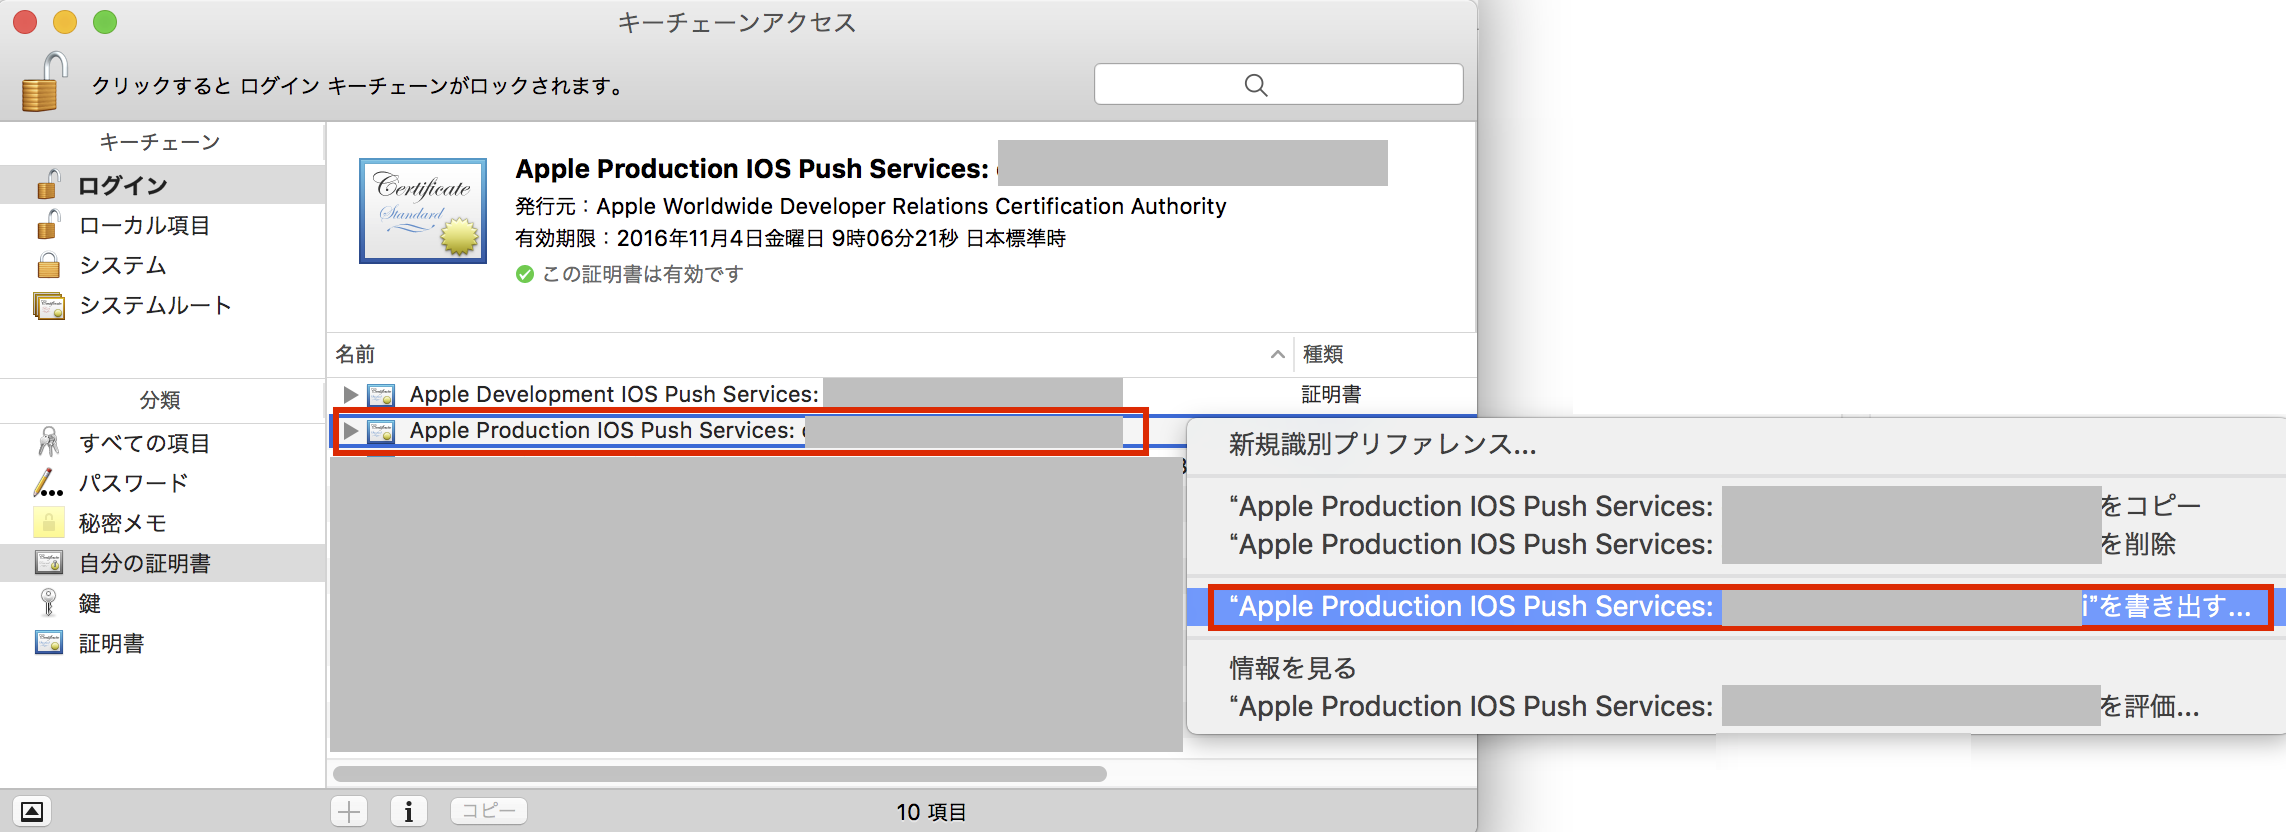 キーチェーンアクセス
クリックすると ログイン キーチェーンがロックされます。
キーチェーン
ログイン
ローカル項目
システム
システムルート
分類
すべての項目
パスワード
秘密メモ
自分の証明書
鍵
証明書
Certificate
Standard
Apple Production IOS Push Services:
発行元：Apple Worldwide Developer Relations Certification Authority
有効期限：2016年11月4日金曜日 9時06分21秒 日本標準時
この証明書は有効です
名前 種類
Apple Development IOS Push Services: 証明書
Apple Production IOS Push Services:
新規識別プリファレンス...
“Apple Production IOS Push Services: をコピー
“Apple Production IOS Push Services: を削除
“Apple Production IOS Push Services: i”を書き出す...
情報を見る
“Apple Production IOS Push Services: を評価...
コピー
10 項目